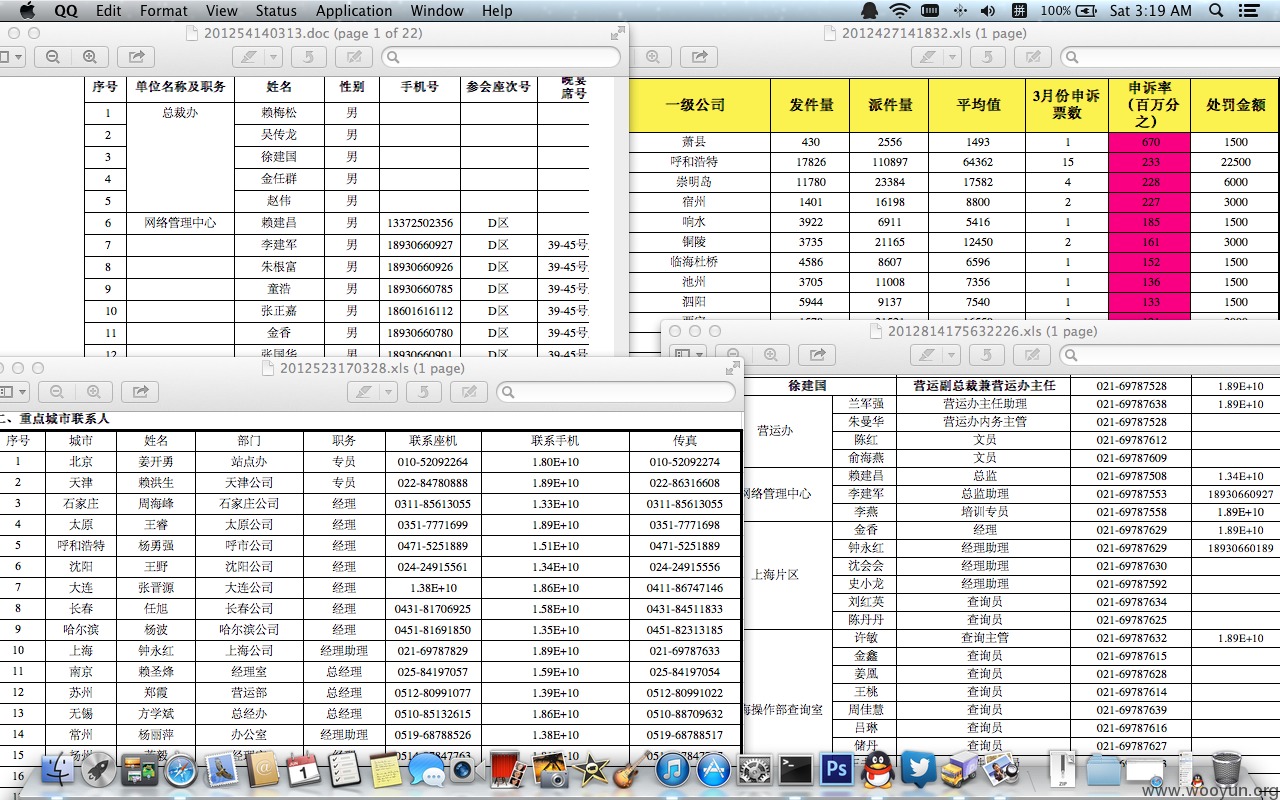 QQ Edit Format View Status Application Window Help 100% Sat 3:19 AM
201254140313.doc (page 1 of 22)
序号 单位名称及职务 姓名 性别 手机号 参会座次号 晚宴席号
1 总裁办 赖梅松 男
2 吴传龙 男
3 徐建国 男
4 金任群 男
5 赵伟 男
6 网络管理中心 赖建昌 男 13372502356 D区
7 李建军 男 18930660927 D区 39-45号
8 朱根富 男 18930660926 D区 39-45号
9 童浩 男 18930660785 D区 39-45号
10 张正嘉 男 18601616112 D区 39-45号
11 金香 男 18930660780 D区 39-45号
12 张国华 男 18930660901 D区 39-45号
2012427141832.xls (1 page)
一级公司 发件量 派件量 平均值 3月份申诉票数 申诉率(百万分之) 处罚金额
萧县 430 2556 1493 1 670 1500
呼和浩特 17826 110897 64362 15 233 22500
崇明岛 11780 23384 17582 4 228 6000
宿州 1401 16198 8800 2 227 3000
响水 3922 6911 5416 1 185 1500
铜陵 3735 21165 12450 2 161 3000
临海杜桥 4586 8607 6596 1 152 1500
池州 3705 11008 7356 1 136 1500
泗阳 5944 9137 7540 1 133 1500
2012523170328.xls (1 page)
二、重点城市联系人
序号 城市 姓名 部门 职务 联系座机 联系手机 传真
1 北京 姜开勇 站点办 专员 010-52092264 1.80E+10 010-52092274
2 天津 赖洪生 天津公司 专员 022-84780888 1.89E+10 022-86316608
3 石家庄 周海峰 石家庄公司 经理 0311-85613055 1.33E+10 0311-85613055
4 太原 王睿 太原公司 经理 0351-7771699 1.89E+10 0351-7771698
5 呼和浩特 杨勇强 呼市公司 经理 0471-5251889 1.51E+10 0471-5251889
6 沈阳 王野 沈阳公司 经理 024-24915561 1.34E+10 024-24915556
7 大连 张晋源 大连公司 经理 1.38E+10 1.86E+10 0411-86747146
8 长春 任旭 长春公司 经理 0431-81706925 1.58E+10 0431-84511833
9 哈尔滨 杨波 哈尔滨公司 经理 0451-81691850 1.35E+10 0451-82313185
10 上海 钟永红 上海公司 经理助理 021-69787829 1.89E+10 021-69787633
11 南京 赖圣烽 经理室 总经理 025-84197057 1.59E+10 025-84197054
12 苏州 郑霞 营运部 总经理 0512-80991077 1.39E+10 0512-80991022
13 无锡 方学斌 总经办 总经理 0510-85132615 1.86E+10 0510-88709632
14 常州 杨丽萍 办公室 经理助理 0519-68788526 1.38E+10 0519-68788517
15 扬州
16
2012814175632226.xls (1 page)
徐建国 营运副总裁兼营运办主任 021-69787528 1.89E+10
营运办 兰军强 营运办主任助理 021-69787638 1.89E+10
朱曼华 营运办内务主管 021-69787528
陈红 文员 021-69787612
俞海燕 文员 021-69787609
网络管理中心 赖建昌 总监 021-69787508 1.34E+10
李建军 总监助理 021-69787553 18930660927
李燕 培训专员 021-69787558 1.89E+10
上海片区 金香 经理 021-69787629 1.89E+10
钟永红 经理助理 021-69787629 18930660189
沈会会 经理助理 021-69787630
史小龙 经理助理 021-69787592
刘红英 查询员 021-69787634
陈丹丹 查询员 021-69787625
海操作部查询室 许敏 查询主管 021-69787632 1.89E+10
金鑫 查询员 021-69787615
姜凰 查询员 021-69787628
王桃 查询员 021-69787614
周佳慧 查询员 021-69787639
吕琳 查询员 021-69787616
储丹 查询员 021-69787627
www.wooyun.org